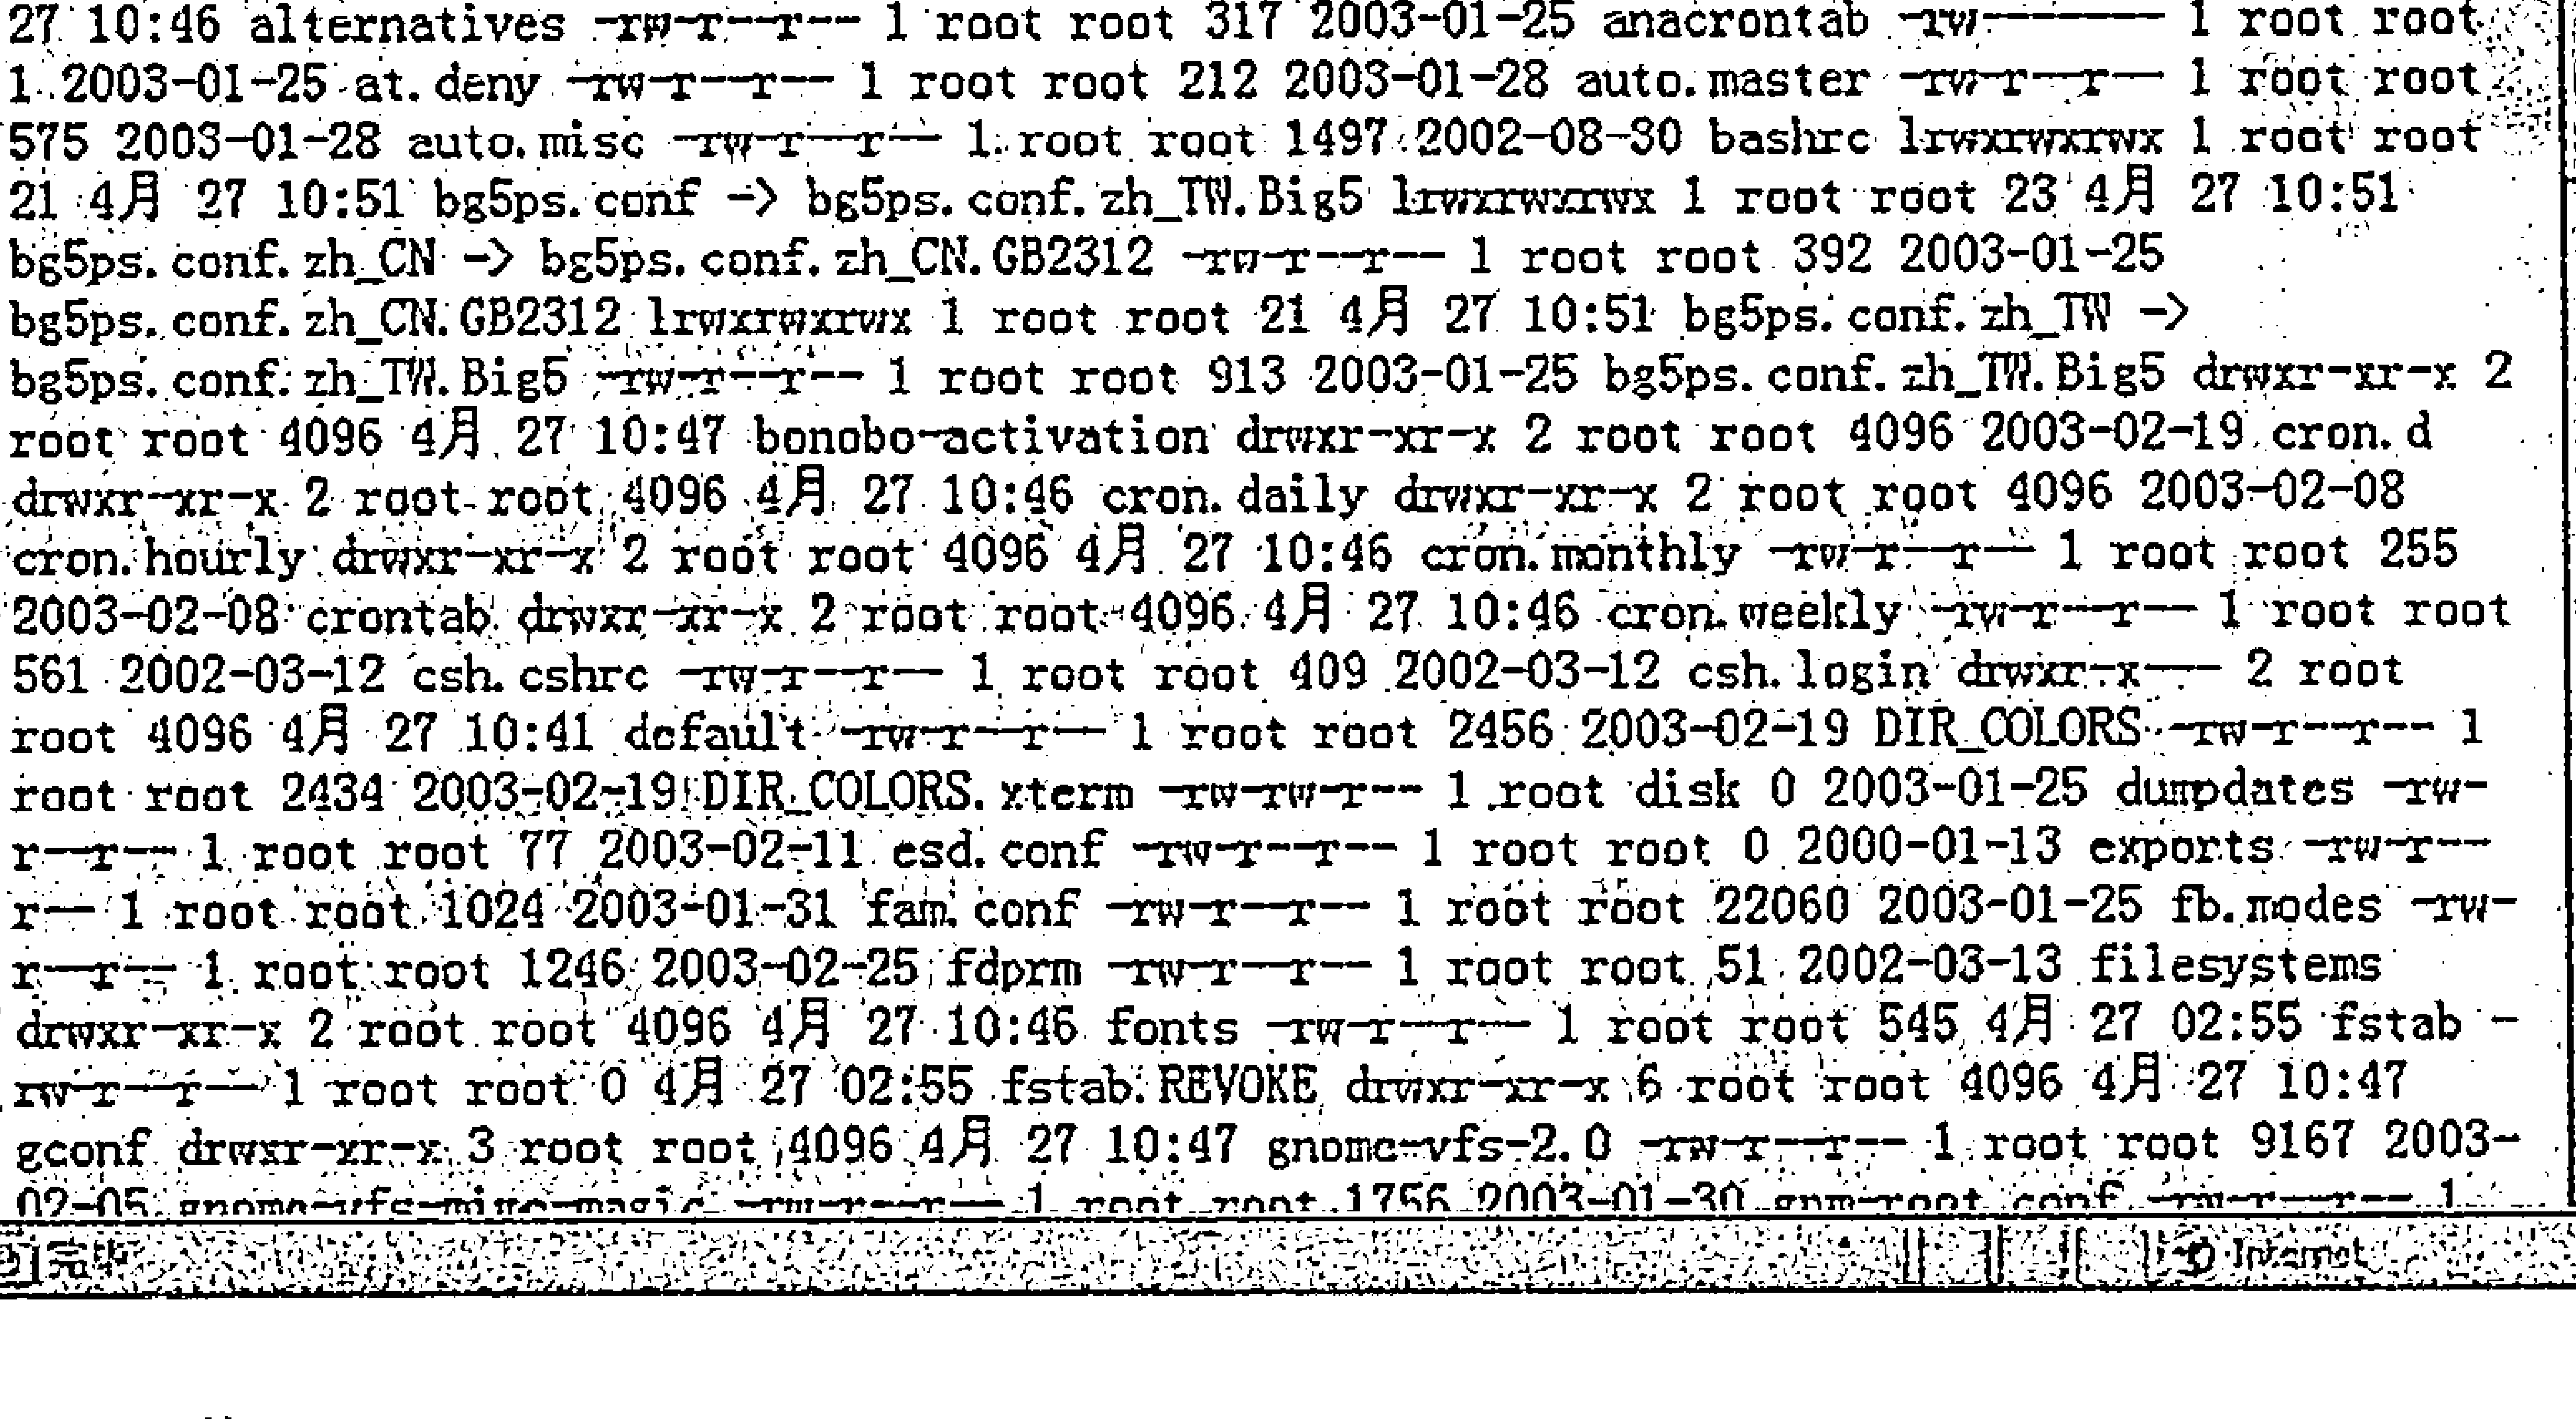 27 10:46 alternatives -rw-r--r-- 1 root root 317 2003-01-25 anacrontab -rw------- 1 root root
1 2003-01-25 at.deny -rw-r--r-- 1 root root 212 2003-01-28 auto.master -rw-r--r-- 1 root root
575 2003-01-28 auto.misc -rw-r--r-- 1 root root 1497 2002-08-30 bashrc lrwxrwxrwx 1 root root
21 4月 27 10:51 bg5ps.conf -> bg5ps.conf.zh_TW.Big5 lrwxrwxrwx 1 root root 23 4月 27 10:51
bg5ps.conf.zh_CN -> bg5ps.conf.zh_CN.GB2312 -rw-r--r-- 1 root root 392 2003-01-25
bg5ps.conf.zh_CN.GB2312 lrwxrwxrwx 1 root root 21 4月 27 10:51 bg5ps.conf.zh_TW ->
bg5ps.conf.zh_TW.Big5 -rw-r--r-- 1 root root 913 2003-01-25 bg5ps.conf.zh_TW.Big5 drwxr-xr-x 2
root root 4096 4月 27 10:47 bonobo-activation drwxr-xr-x 2 root root 4096 2003-02-19 cron.d
drwxr-xr-x 2 root root 4096 4月 27 10:46 cron.daily drwxr-xr-x 2 root root 4096 2003-02-08
cron.hourly drwxr-xr-x 2 root root 4096 4月 27 10:46 cron.monthly -rw-r--r-- 1 root root 255
2003-02-08 crontab drwxr-xr-x 2 root root 4096 4月 27 10:46 cron.weekly -rw-r--r-- 1 root root
561 2002-03-12 csh.cshrc -rw-r--r-- 1 root root 409 2002-03-12 csh.login drwxr-x--- 2 root
root 4096 4月 27 10:41 default -rw-r--r-- 1 root root 2456 2003-02-19 DIR_COLORS -rw-r--r-- 1
root root 2434 2003-02-19 DIR_COLORS.xterm -rw-rw-r-- 1 root disk 0 2003-01-25 dumpdates -rw-
r--r-- 1 root root 77 2003-02-11 esd.conf -rw-r--r-- 1 root root 0 2000-01-13 exports -rw-r--
r-- 1 root root 1024 2003-01-31 fam.conf -rw-r--r-- 1 root root 22060 2003-01-25 fb.modes -rw-
r--r-- 1 root root 1246 2003-02-25 fdprm -rw-r--r-- 1 root root 51 2002-03-13 filesystems
drwxr-xr-x 2 root root 4096 4月 27 10:46 fonts -rw-r--r-- 1 root root 545 4月 27 02:55 fstab -
rw-r--r-- 1 root root 0 4月 27 02:55 fstab.REVOKE drwxr-xr-x 6 root root 4096 4月 27 10:47
gconf drwxr-xr-x 3 root root 4096 4月 27 10:47 gnome-vfs-2.0 -rw-r--r-- 1 root root 9167 2003-
02-05 gnome-vfs-mime-magic -rw-r--r-- 1 root root 1756 2003-01-30 gpm-root.conf -rw-r--r-- 1
Internet